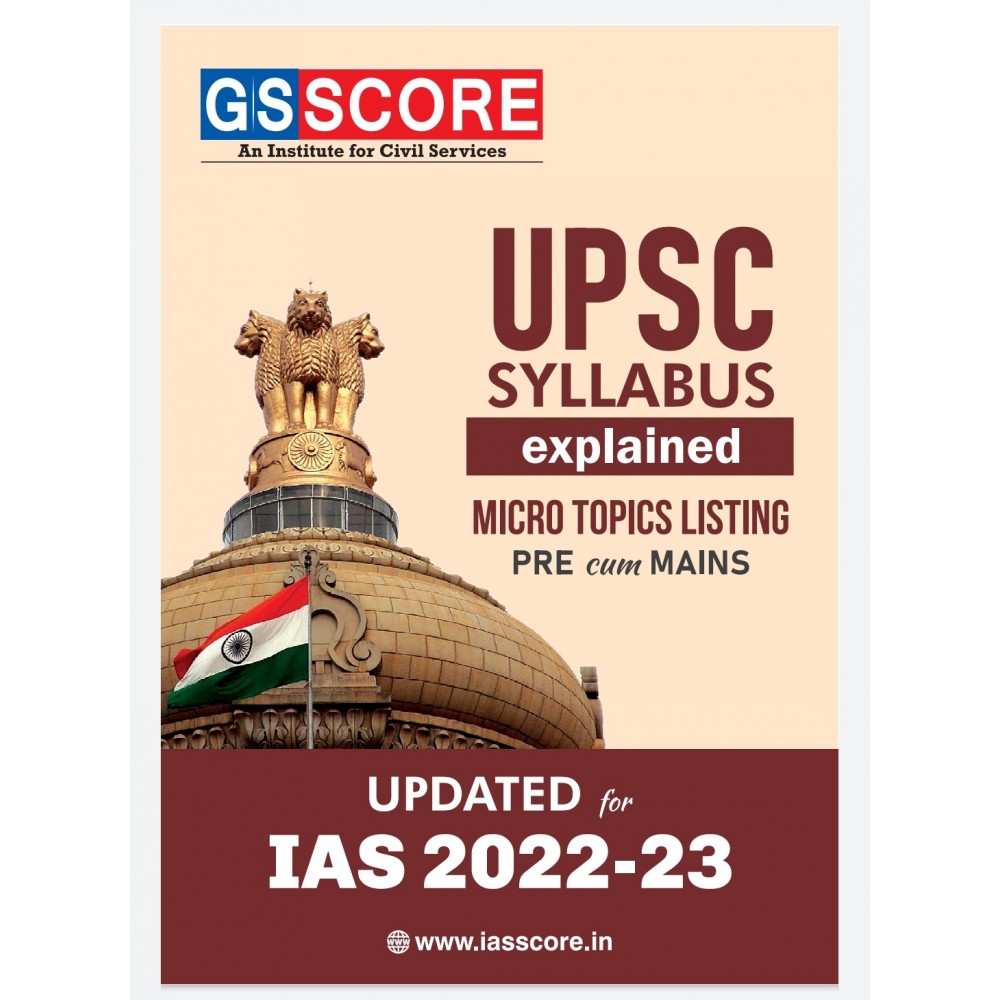 GS SCORE
An Institute for Civil Services
UPSC
SYLLABUS
explained
MICRO TOPICS LISTING
PRE cum MAINS
UPDATED for
IAS 2022-23
www.iasscore.in